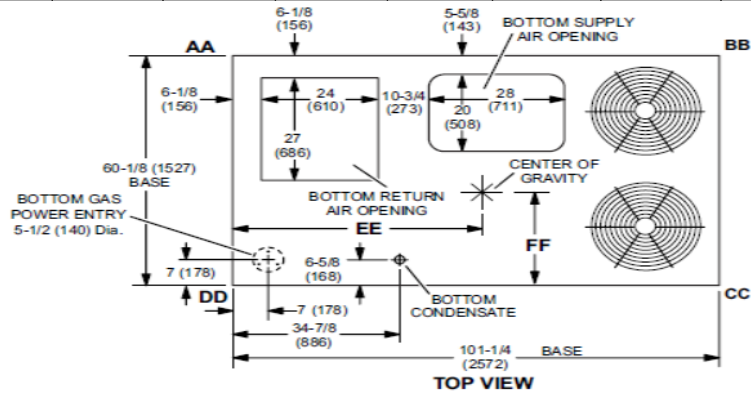 6-1/8
(156)
5-5/8
(143)
BOTTOM SUPPLY
AIR OPENING
AA
BB
6-1/8
(156)
24
(610)
10-3/4
(273)
28
(711)
20
(508)
27
(686)
60-1/8 (1527)
BASE
CENTER OF
GRAVITY
BOTTOM GAS
POWER ENTRY
5-1/2 (140) Dia.
BOTTOM RETURN
AIR OPENING
EE
FF
7 (178)
6-5/8
(168)
DD
CC
7 (178)
BOTTOM
CONDENSATE
34-7/8
(886)
101-1/4
(2572)
BASE
TOP VIEW